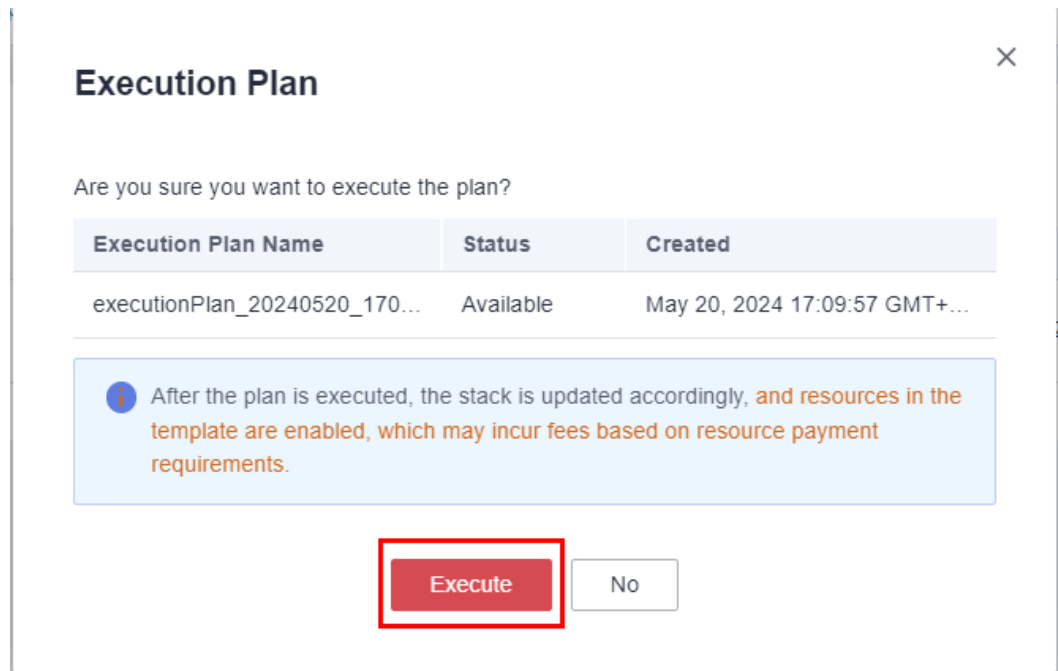 Execution Plan
Are you sure you want to execute the plan?
Execution Plan Name Status Created
executionPlan_20240520_170... Available May 20, 2024 17:09:57 GMT+...
After the plan is executed, the stack is updated accordingly, and resources in the
template are enabled, which may incur fees based on resource payment
requirements.
Execute No